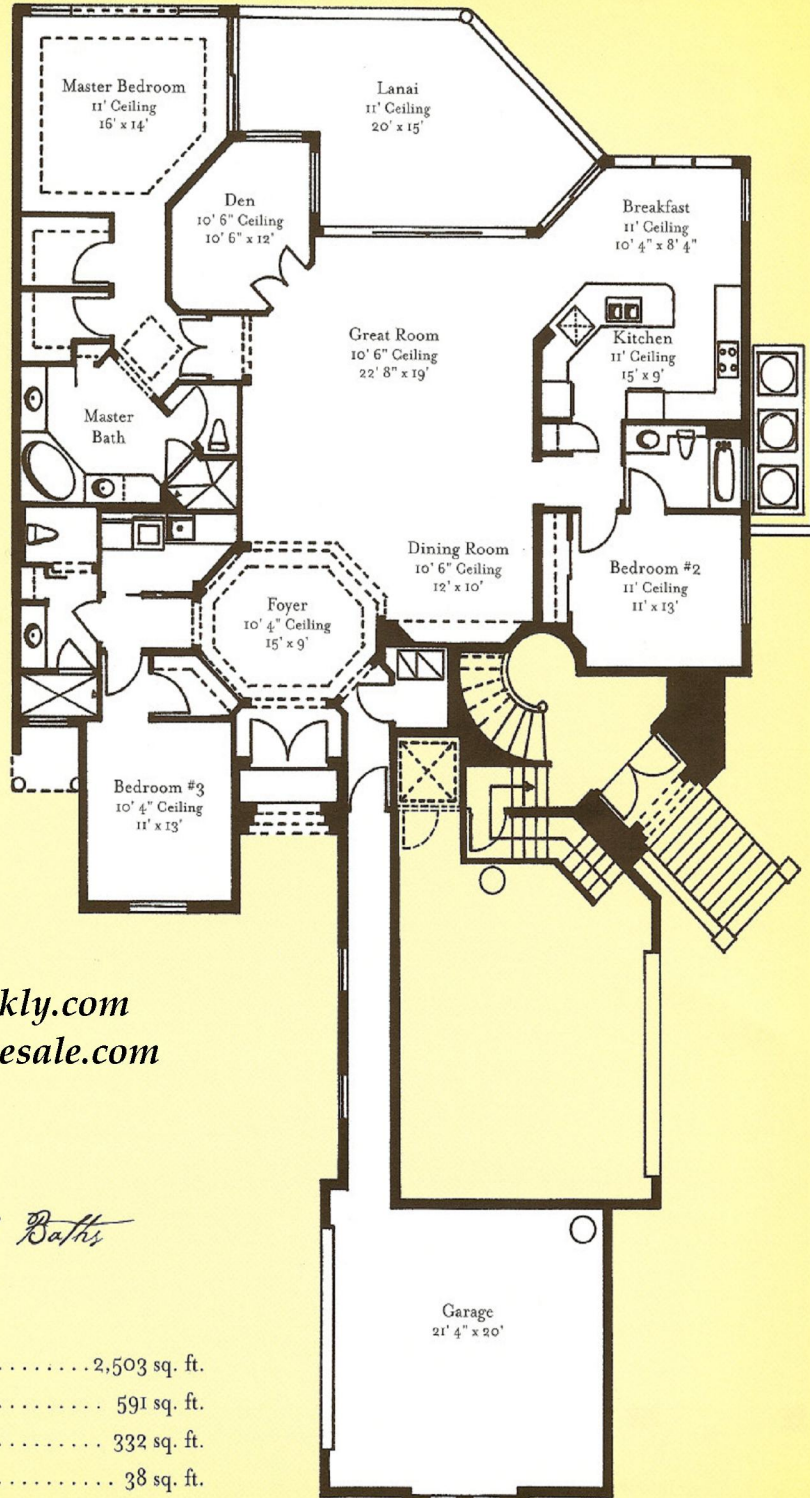 Master Bedroom
11' Ceiling
16' x 14'
Lanai
11' Ceiling
20' x 15'
Den
10' 6" Ceiling
10' 6" x 12'
Breakfast
11' Ceiling
10' 4" x 8' 4"
Great Room
10' 6" Ceiling
22' 8" x 19'
Kitchen
11' Ceiling
15' x 9'
Master
Bath
Dining Room
10' 6" Ceiling
12' x 10'
Bedroom #2
11' Ceiling
11' x 13'
Foyer
10' 4" Ceiling
15' x 9'
Bedroom #3
10' 4" Ceiling
11' x 13'
kly.com
esale.com
Baths
Garage
21' 4" x 20'
........2,503 sq. ft.
......... 591 sq. ft.
......... 332 sq. ft.
.......... 38 sq. ft.